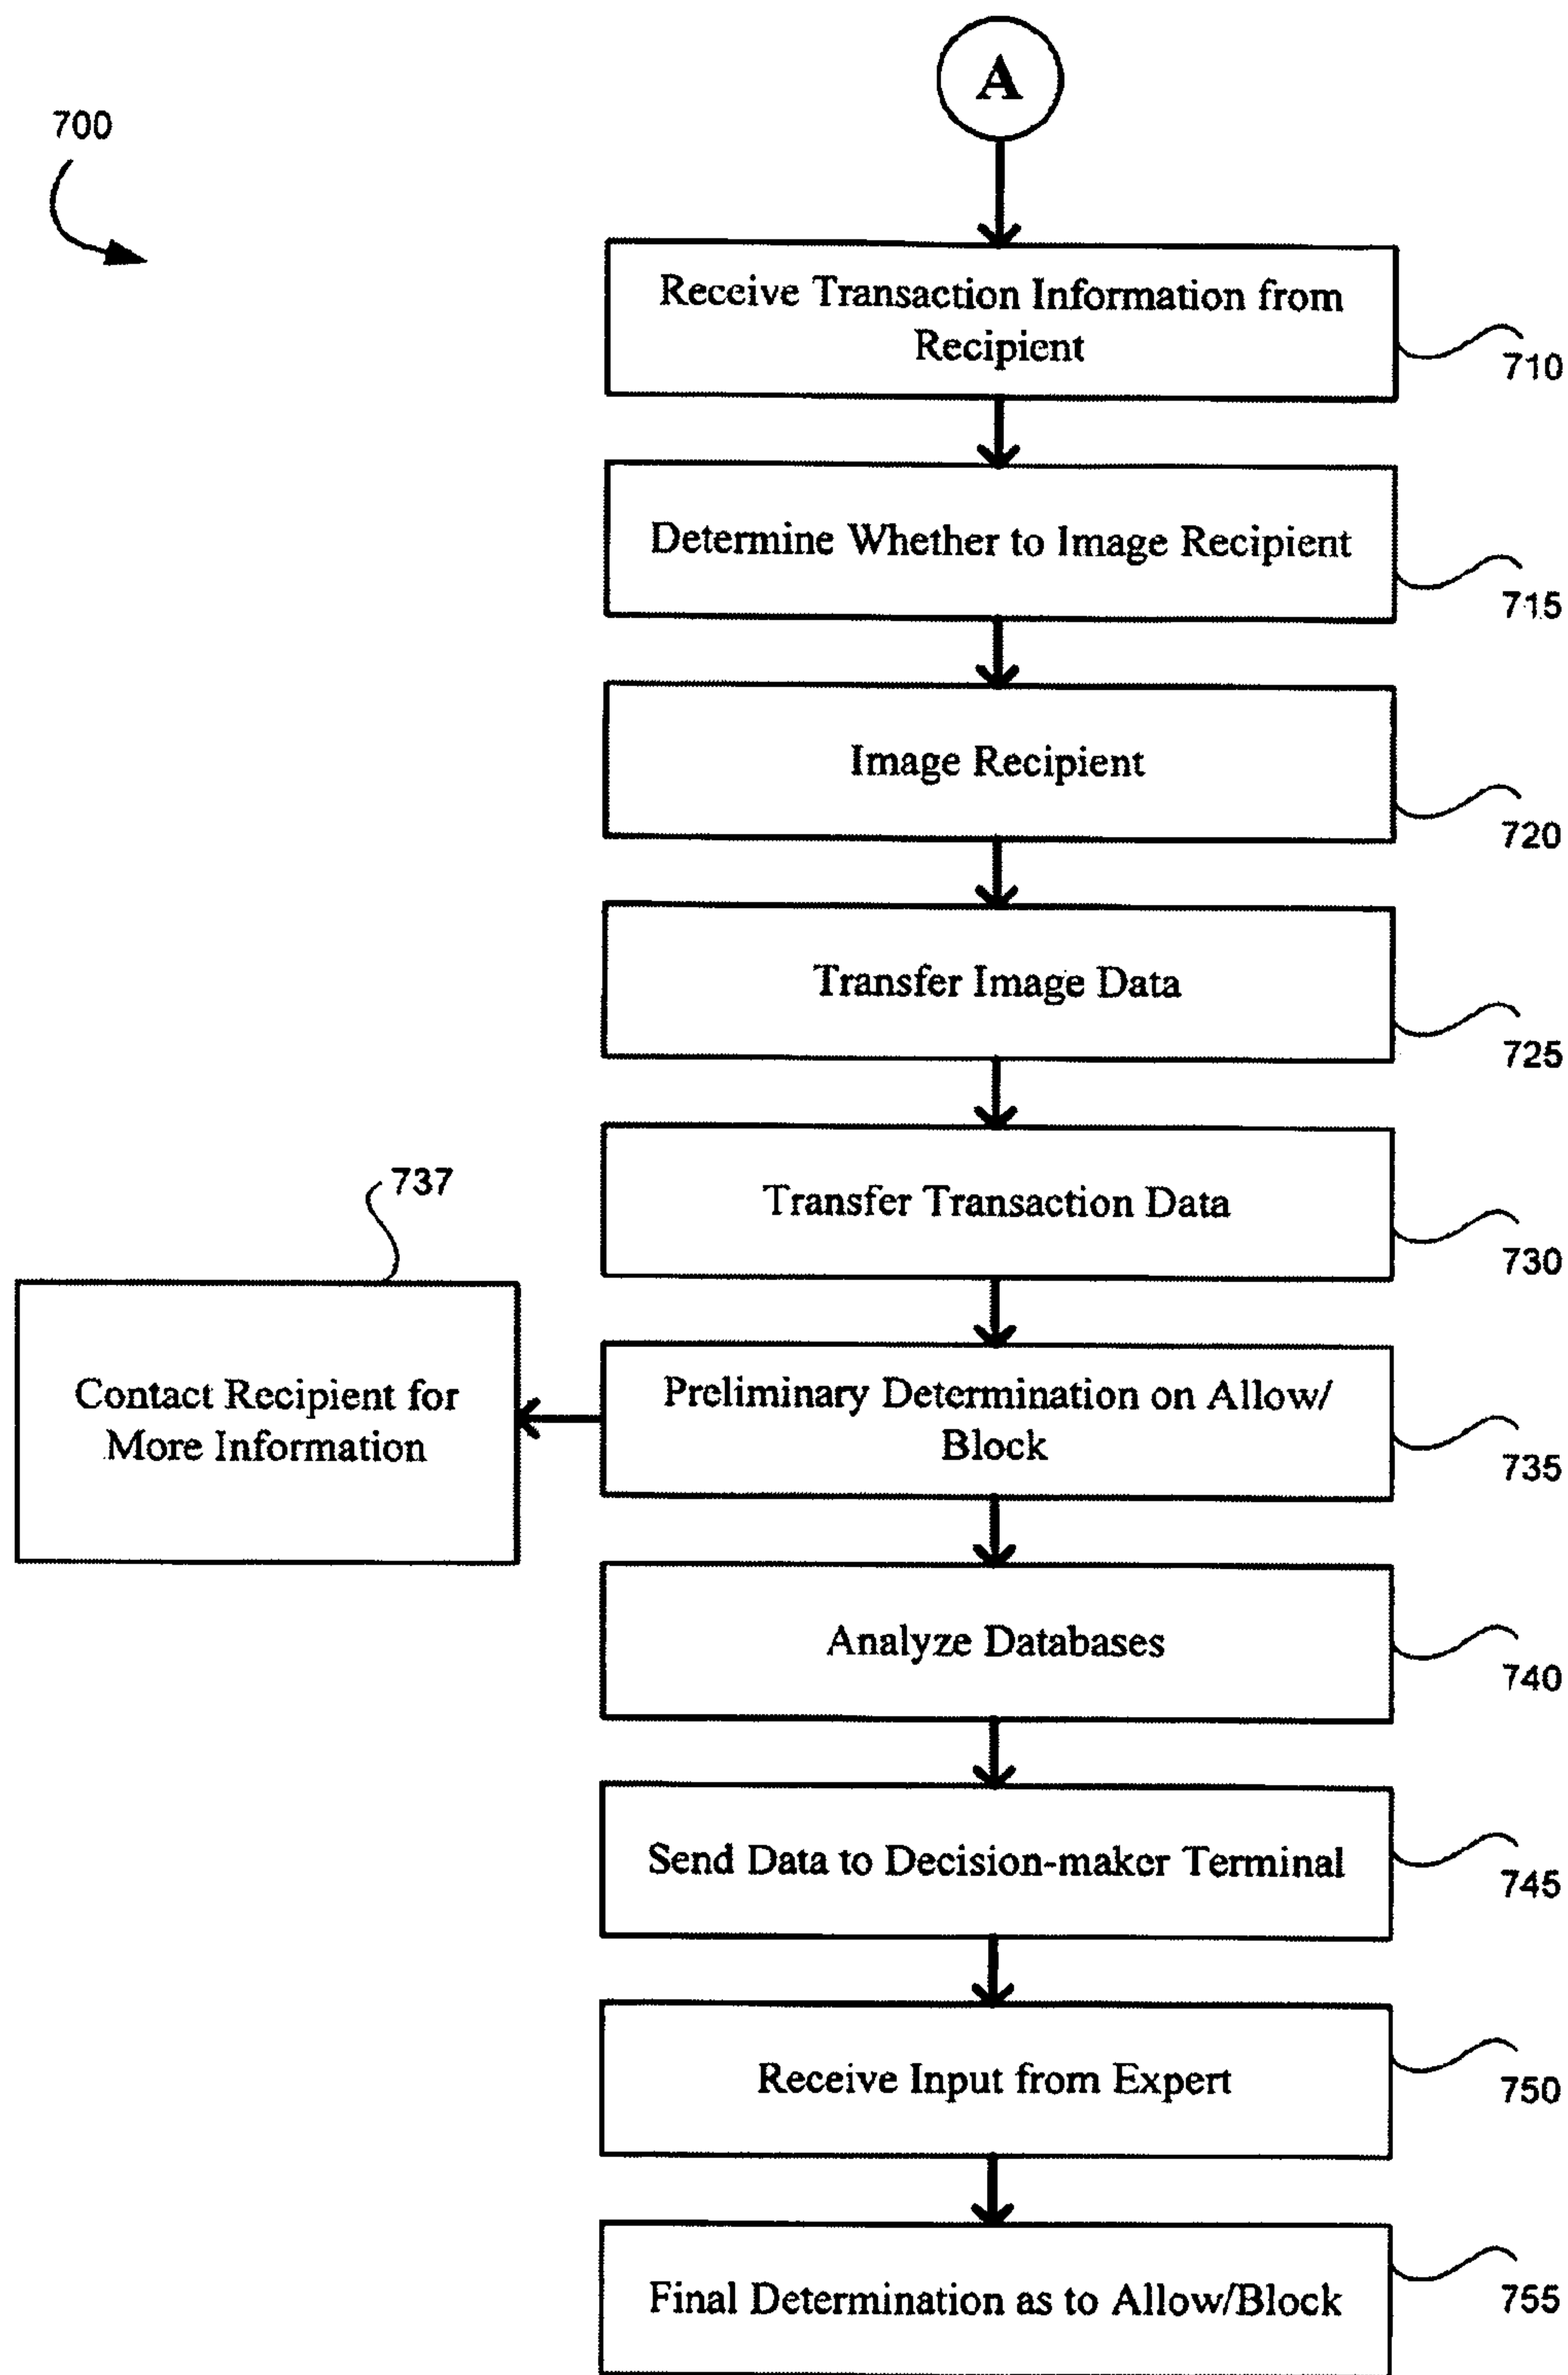 A
700
Receive Transaction Information from
Recipient
710
Determine Whether to Image Recipient
715
Image Recipient
720
Transfer Image Data
725
Transfer Transaction Data
730
737
Contact Recipient for
More Information
Preliminary Determination on Allow/
Block
735
Analyze Databases
740
Send Data to Decision-maker Terminal
745
Receive Input from Expert
750
Final Determination as to Allow/Block
755